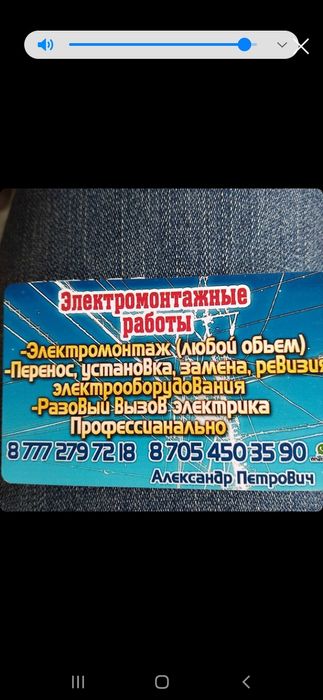 Электромонтажные
работы
-Электромонтаж (любой обьем)
-Перенос, установка, замена, ревизия
электрооборудования
-Разовый вызов электрика
Профессианально
8 777 279 72 18 8 705 450 35 90
Александр Петрович